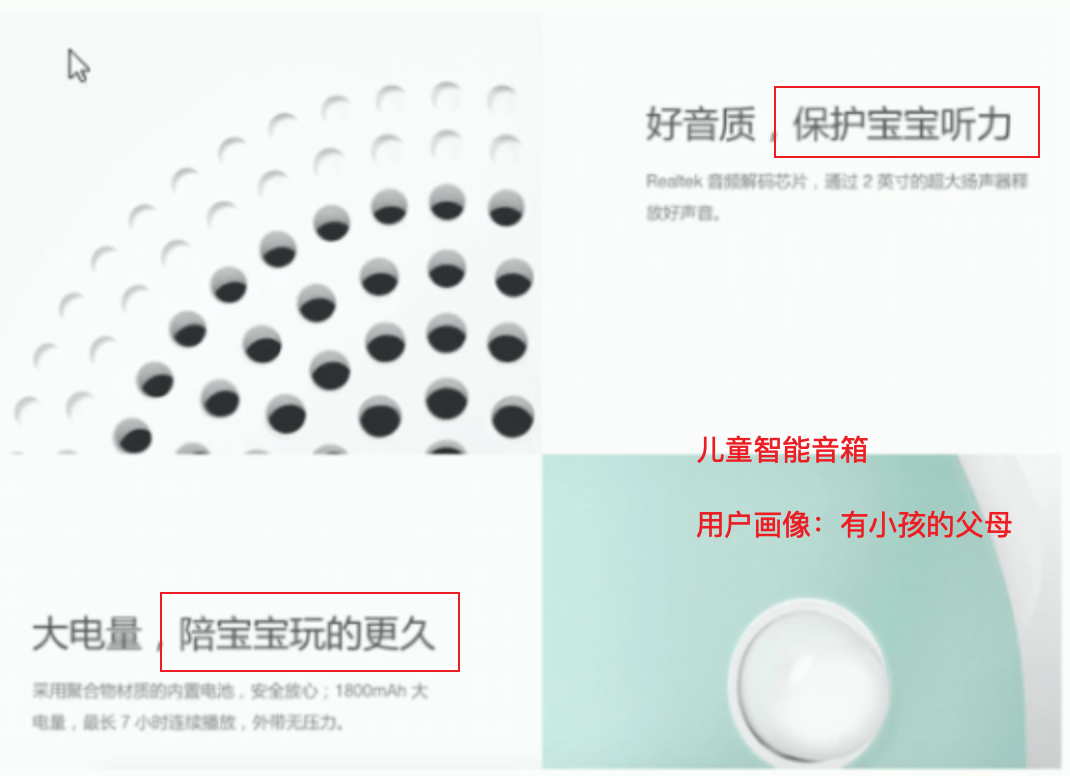 好音质，保护宝宝听力
Realtek 音频解码芯片，通过 2 英寸的超大扬声器释
放好声音。
儿童智能音箱
用户画像：有小孩的父母
大电量，陪宝宝玩的更久
采用聚合物材质的内置电池，安全放心；1800mAh 大
电量，最长 7 小时连续播放，外带无压力。